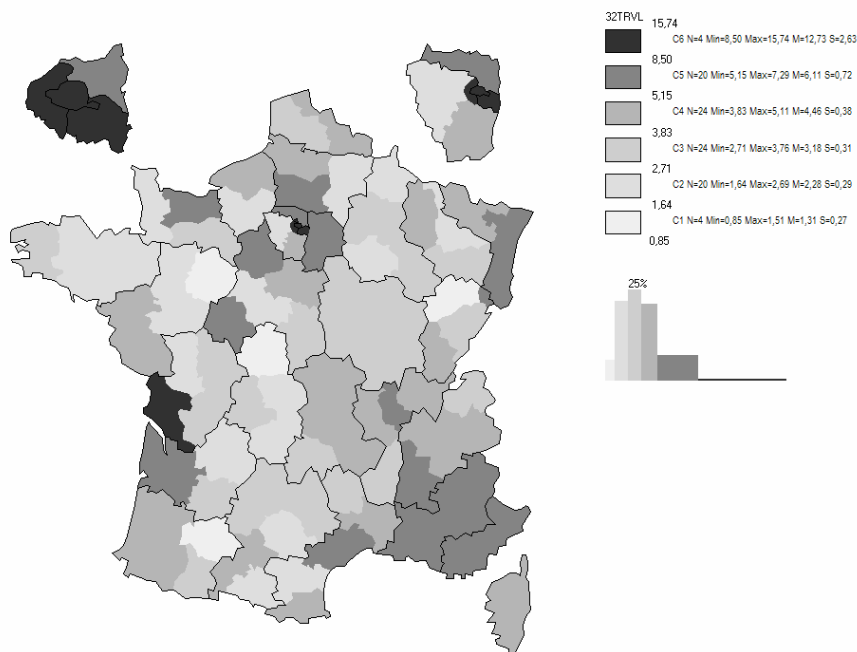 32TRVL
15,74
C6 N=4 Min=8,50 Max=15,74 M=12,73 S=2,63
8,50
C5 N=20 Min=5,15 Max=7,29 M=6,11 S=0,72
5,15
C4 N=24 Min=3,83 Max=5,11 M=4,46 S=0,38
3,83
C3 N=24 Min=2,71 Max=3,76 M=3,18 S=0,31
2,71
C2 N=20 Min=1,64 Max=2,69 M=2,28 S=0,29
1,64
C1 N=4 Min=0,85 Max=1,51 M=1,31 S=0,27
0,85
25%